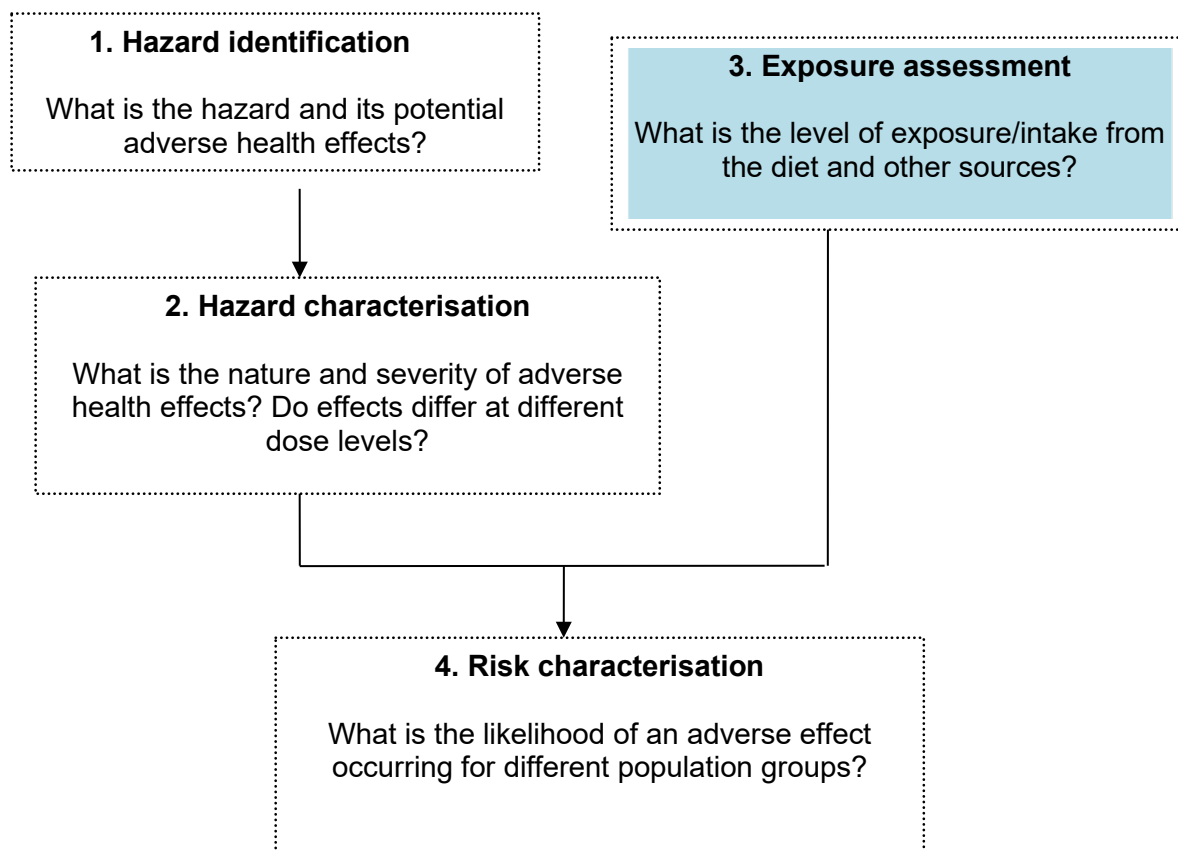 1. Hazard identification
What is the hazard and its potential
adverse health effects?
3. Exposure assessment
What is the level of exposure/intake from
the diet and other sources?
2. Hazard characterisation
What is the nature and severity of adverse
health effects? Do effects differ at different
dose levels?
4. Risk characterisation
What is the likelihood of an adverse effect
occurring for different population groups?